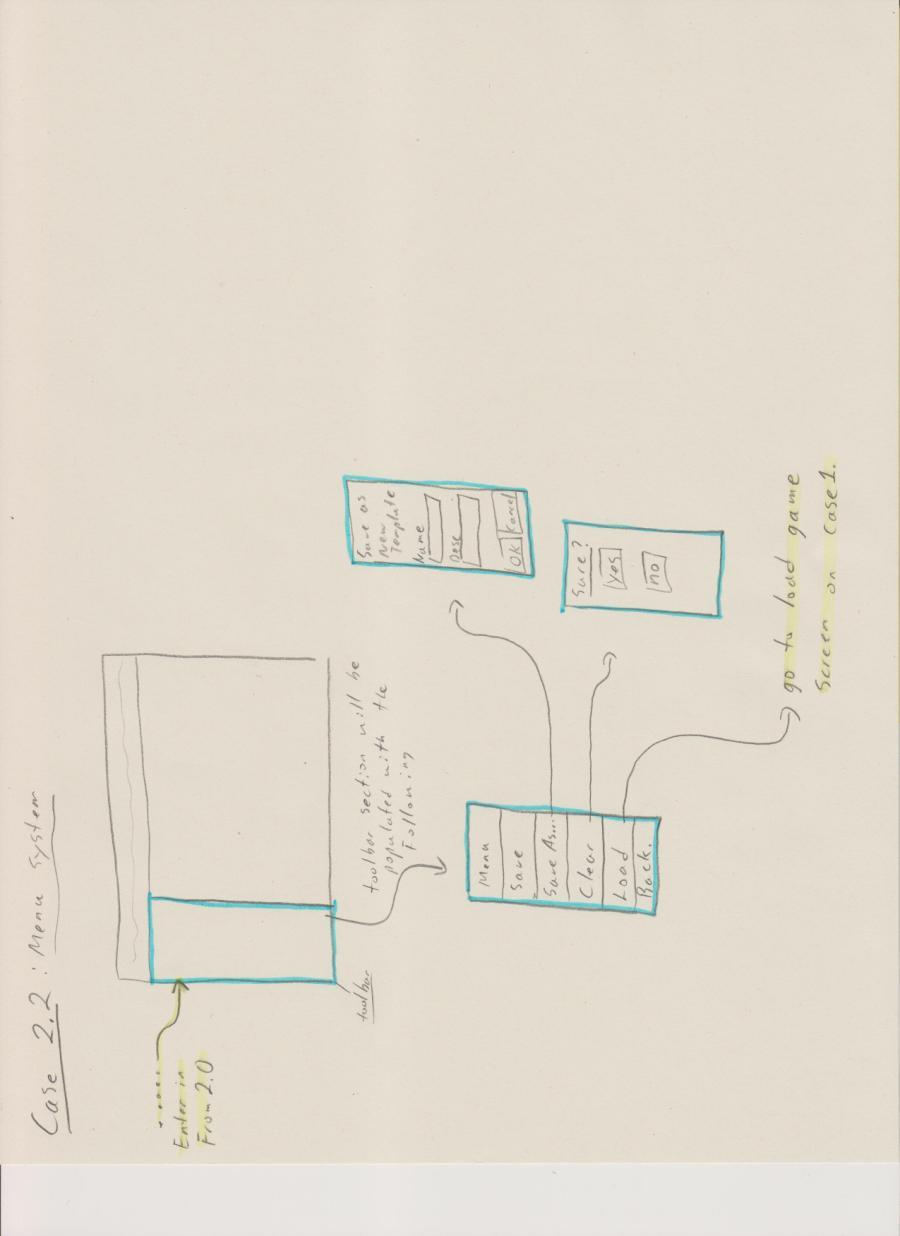 Case 2.2 : Menu system
Enter in
From 2.0
toolbar
toolbar section will be
populated with the
Following
Menu
Save
Save As...
Clear
Load
Back.
Save as
New
Template
Name
Desc
OK
Cancel
Sure?
yes
no
go to load game
Screen on Case 1.